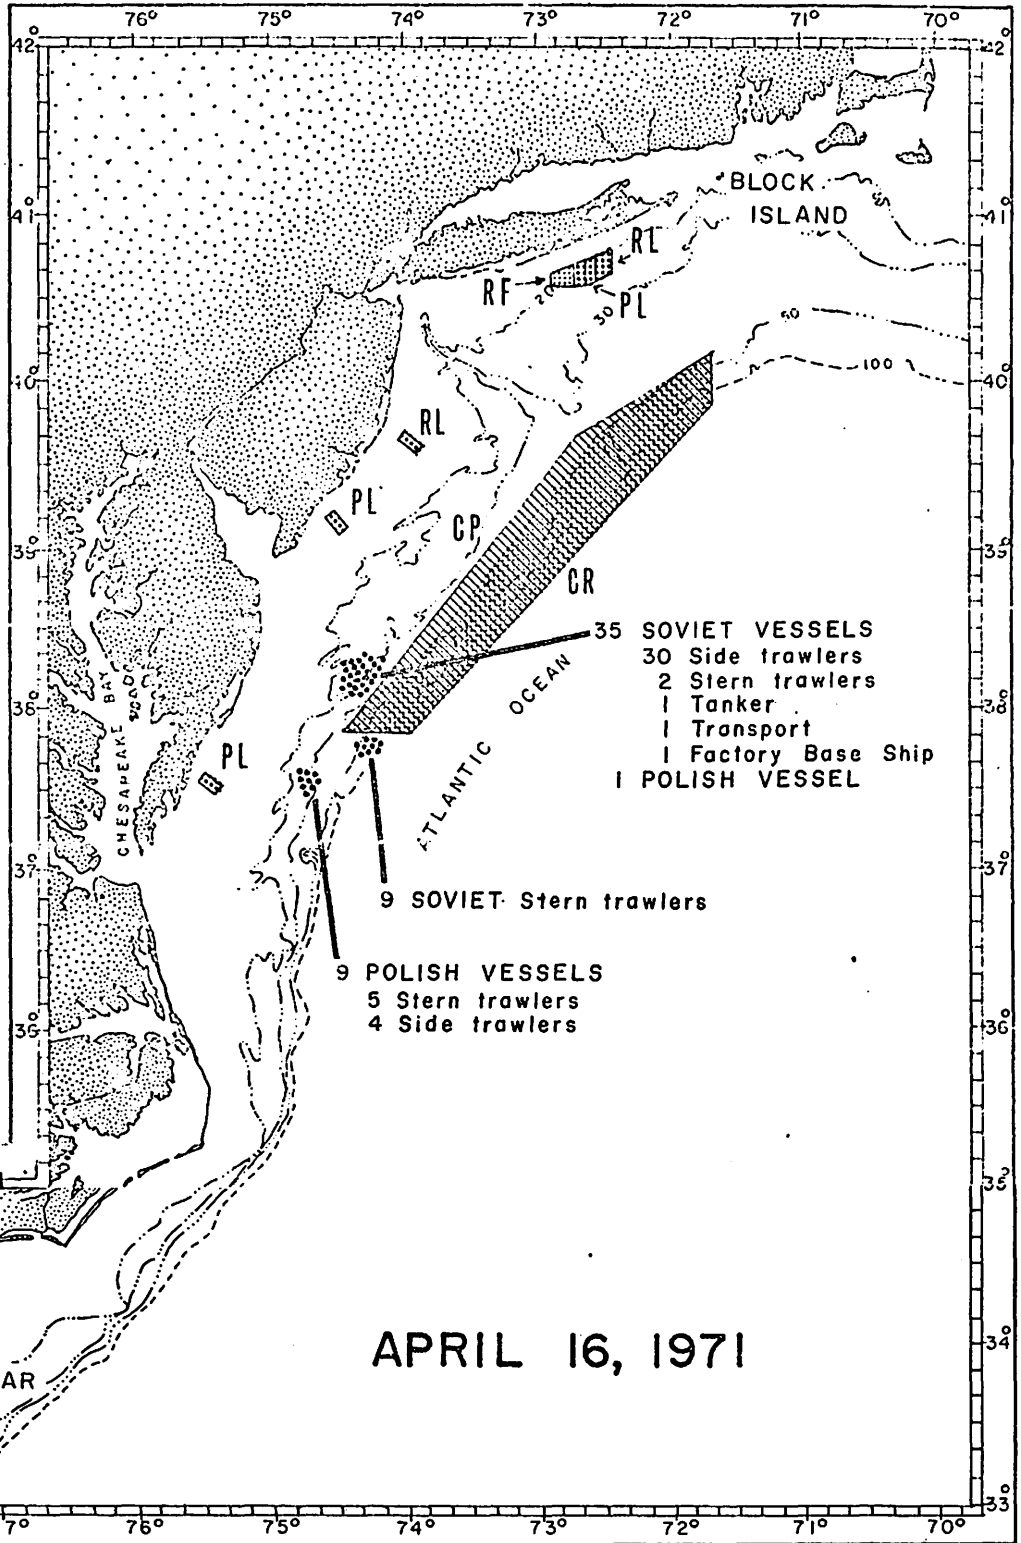 76° 75° 74° 73° 72° 71° 70°
42° 42°
BLOCK
41° ISLAND 41°
RL
RF
20 PL
30
50
40° 100 40°
RL
PL
CP
39° 39°
CR
35 SOVIET VESSELS
30 Side trawlers
2 Stern trawlers
1 Tanker
1 Transport
1 Factory Base Ship
1 POLISH VESSEL
CHESAPEAKE BAY
ATLANTIC OCEAN
38° 38°
PL
37° 37°
9 SOVIET Stern trawlers
9 POLISH VESSELS
5 Stern trawlers
4 Side trawlers
36° 36°
35°
34°
APRIL 16, 1971
AR
33°
7° 76° 75° 74° 73° 72° 71° 70°